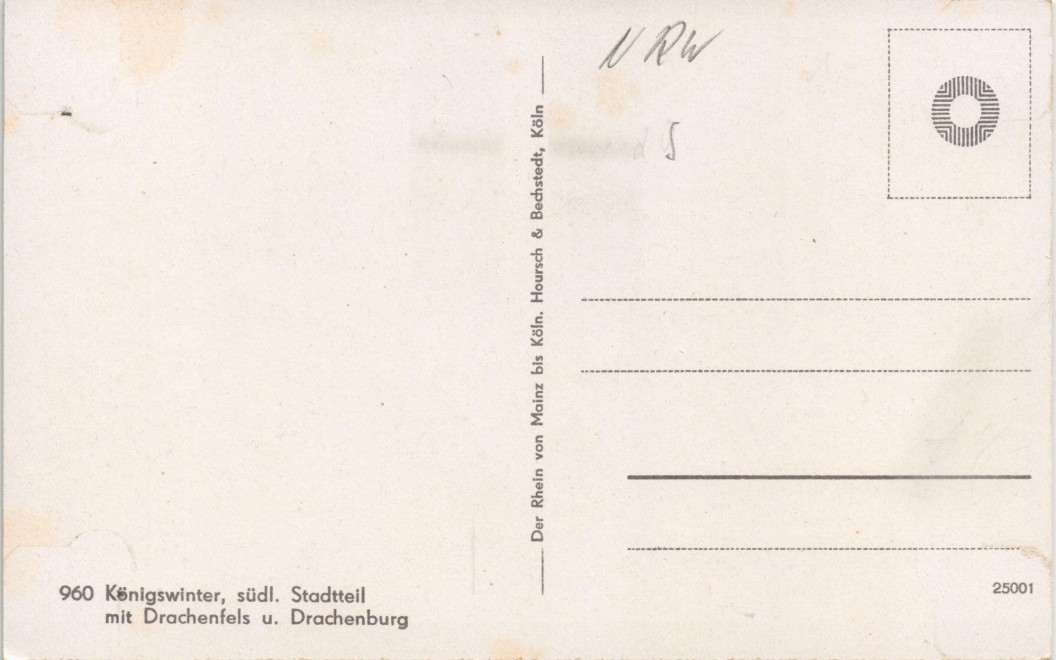 NRW
Der Rhein von Mainz bis Köln. Hoursch & Bechstedt, Köln
960 Königswinter, südl. Stadtteil
mit Drachenfels u. Drachenburg
25001